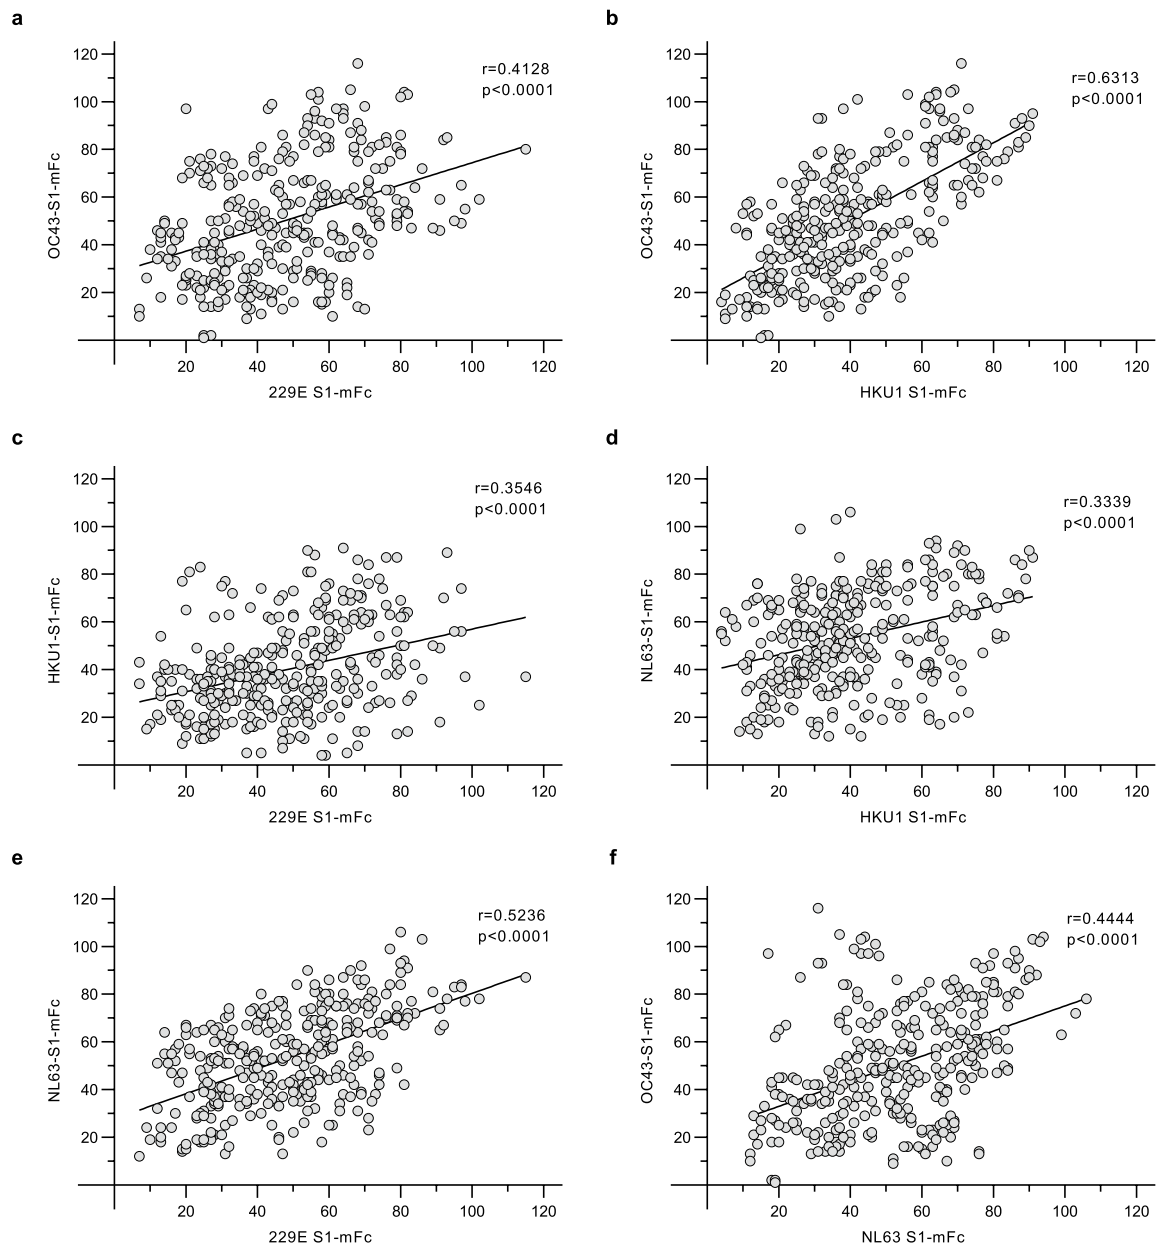 a
120
100
80
60
40
20
OC43-S1-mFc
r=0.4128
p<0.0001
20 40 60 80 100 120
229E S1-mFc
b
120
100
80
60
40
20
OC43-S1-mFc
r=0.6313
p<0.0001
20 40 60 80 100 120
HKU1 S1-mFc
c
120
100
80
60
40
20
HKU1-S1-mFc
r=0.3546
p<0.0001
20 40 60 80 100 120
229E S1-mFc
d
120
100
80
60
40
20
NL63-S1-mFc
r=0.3339
p<0.0001
20 40 60 80 100 120
HKU1 S1-mFc
e
120
100
80
60
40
20
NL63-S1-mFc
r=0.5236
p<0.0001
20 40 60 80 100 120
229E S1-mFc
f
120
100
80
60
40
20
OC43-S1-mFc
r=0.4444
p<0.0001
20 40 60 80 100 120
NL63 S1-mFc